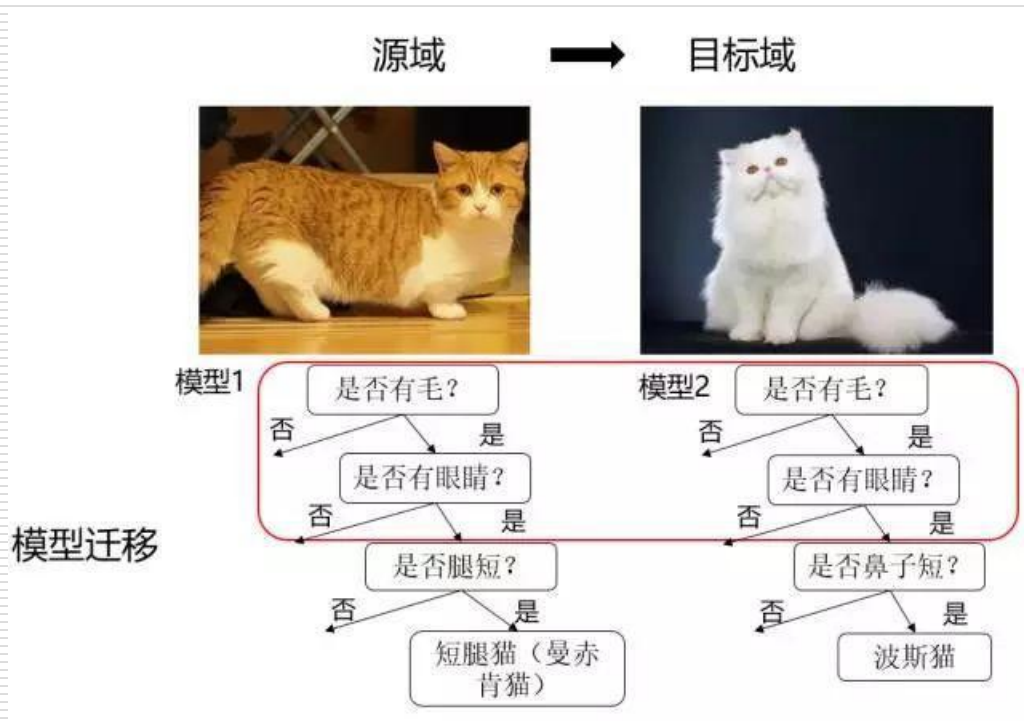 源域
目标域
模型1
是否有毛？
否
是
是否有眼睛？
否
是
是否腿短？
否
是
短腿猫（曼赤
肯猫）
模型2
是否有毛？
否
是
是否有眼睛？
否
是
是否鼻子短？
否
是
波斯猫
模型迁移